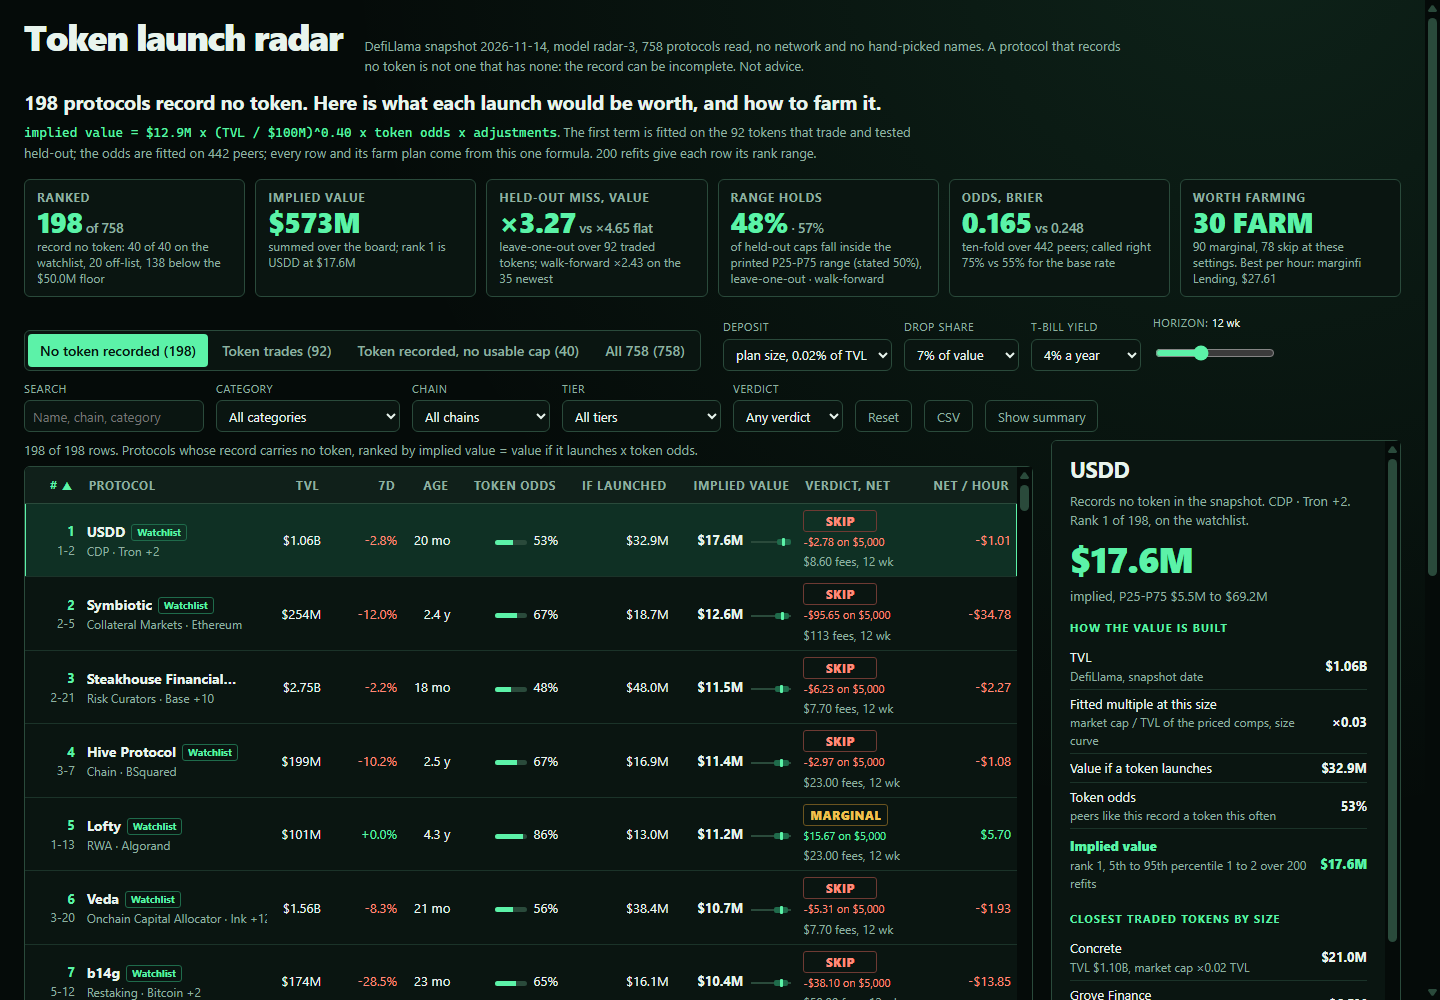 Token launch radar
DefiLlama snapshot 2026-11-14, model radar-3, 758 protocols read, no network and no hand-picked names. A protocol that records
no token is not one that has none: the record can be incomplete. Not advice.
198 protocols record no token. Here is what each launch would be worth, and how to farm it.
implied value = $12.9M x (TVL / $100M)^0.40 x token odds x adjustments. The first term is fitted on the 92 tokens that trade and tested
held-out; the odds are fitted on 442 peers; every row and its farm plan come from this one formula. 200 refits give each row its rank range.
RANKED
198 of 758
record no token: 40 of 40 on the
watchlist, 20 off-list, 138 below the
$50.0M floor
IMPLIED VALUE
$573M
summed over the board; rank 1 is
USDD at $17.6M
HELD-OUT MISS, VALUE
×3.27 vs ×4.65 flat
leave-one-out over 92 traded
tokens; walk-forward ×2.43 on the
35 newest
RANGE HOLDS
48% · 57%
of held-out caps fall inside the
printed P25-P75 range (stated 50%),
leave-one-out · walk-forward
ODDS, BRIER
0.165 vs 0.248
ten-fold over 442 peers; called right
75% vs 55% for the base rate
WORTH FARMING
30 FARM
90 marginal, 78 skip at these
settings. Best per hour: marginfi
Lending, $27.61
No token recorded (198) Token trades (92) Token recorded, no usable cap (40) All 758 (758)
DEPOSIT
plan size, 0.02% of TVL
DROP SHARE
7% of value
T-BILL YIELD
4% a year
HORIZON: 12 wk
SEARCH
Name, chain, category
CATEGORY
All categories
CHAIN
All chains
TIER
All tiers
VERDICT
Any verdict
Reset
CSV
Show summary
198 of 198 rows. Protocols whose record carries no token, ranked by implied value = value if it launches x token odds.
# ▲ PROTOCOL TVL 7D AGE TOKEN ODDS IF LAUNCHED IMPLIED VALUE VERDICT, NET NET / HOUR
1 USDD Watchlist $1.06B -2.8% 20 mo 53% $32.9M $17.6M SKIP -$1.01
1-2 CDP · Tron +2 -$2.78 on $5,000
$8.60 fees, 12 wk
2 Symbiotic Watchlist $254M -12.0% 2.4 y 67% $18.7M $12.6M SKIP -$34.78
2-5 Collateral Markets · Ethereum -$95.65 on $5,000
$113 fees, 12 wk
3 Steakhouse Financial... $2.75B -2.2% 18 mo 48% $48.0M $11.5M SKIP -$2.27
2-21 Risk Curators · Base +10 -$6.23 on $5,000
$7.70 fees, 12 wk
4 Hive Protocol Watchlist $199M -10.2% 2.5 y 67% $16.9M $11.4M SKIP -$1.08
3-7 Chain · BSquared -$2.97 on $5,000
$23.00 fees, 12 wk
5 Lofty Watchlist $101M +0.0% 4.3 y 86% $13.0M $11.2M MARGINAL $5.70
1-13 RWA · Algorand $15.67 on $5,000
$23.00 fees, 12 wk
6 Veda Watchlist $1.56B -8.3% 21 mo 56% $38.4M $10.7M SKIP -$1.93
3-20 Onchain Capital Allocator · Ink +12 -$5.31 on $5,000
$7.70 fees, 12 wk
7 b14g Watchlist $174M -28.5% 23 mo 65% $16.1M $10.4M SKIP -$13.85
5-12 Restaking · Bitcoin +2 -$38.10 on $5,000
USDD
Records no token in the snapshot. CDP · Tron +2.
Rank 1 of 198, on the watchlist.
$17.6M
implied, P25-P75 $5.5M to $69.2M
HOW THE VALUE IS BUILT
TVL $1.06B
DefiLlama, snapshot date
Fitted multiple at this size ×0.03
market cap / TVL of the priced comps, size
curve
Value if a token launches $32.9M
Token odds 53%
peers like this record a token this often
Implied value $17.6M
rank 1, 5th to 95th percentile 1 to 2 over 200
refits
CLOSEST TRADED TOKENS BY SIZE
Concrete $21.0M
TVL $1.10B, market cap ×0.02 TVL
Grove Finance